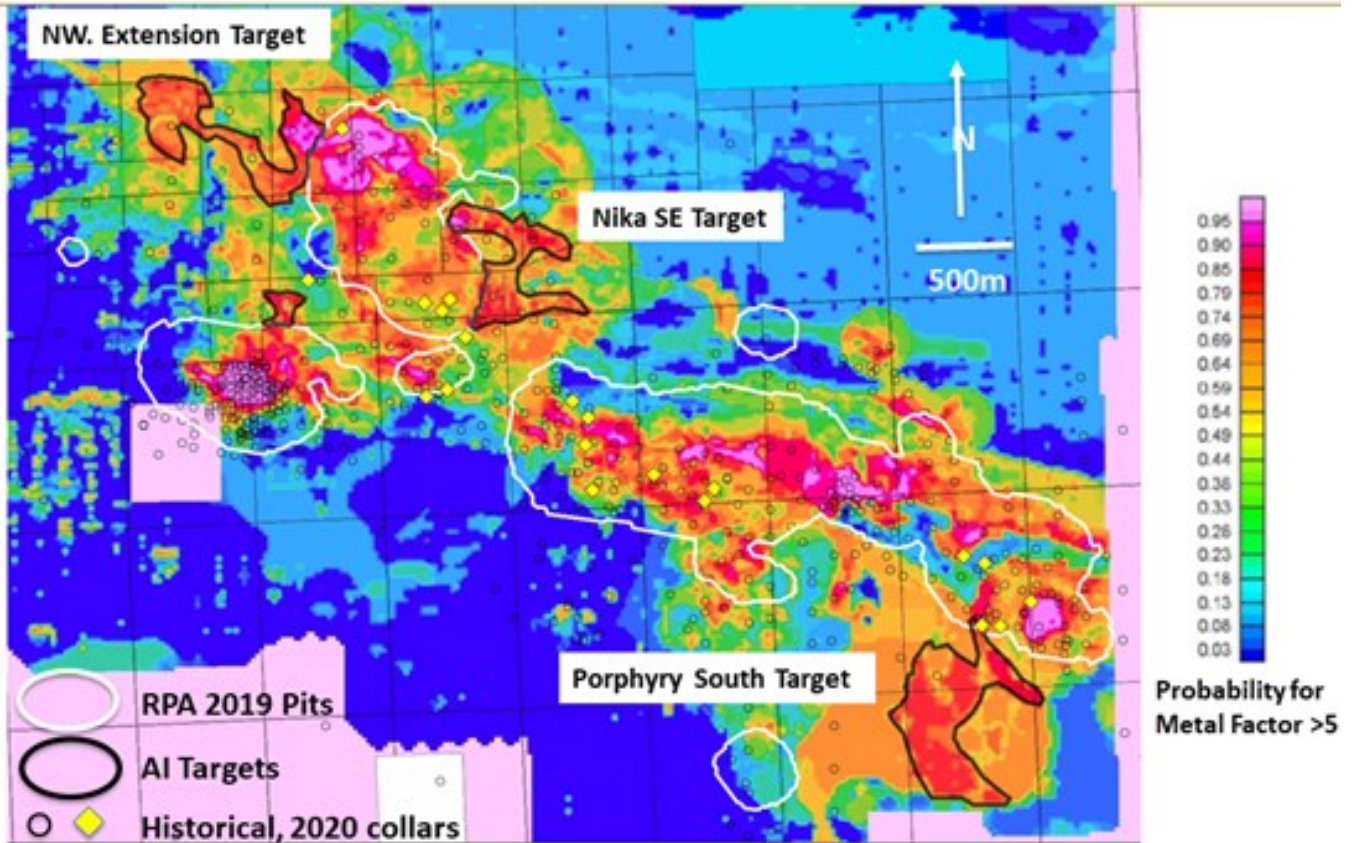 NW. Extension Target
N
Nika SE Target
500m
0.95
0.90
0.85
0.79
0.74
0.69
0.64
0.59
0.54
0.49
0.44
0.38
0.33
0.28
0.23
0.18
0.13
0.08
0.03
Porphyry South Target
Probability for
Metal Factor >5
RPA 2019 Pits
AI Targets
Historical, 2020 collars